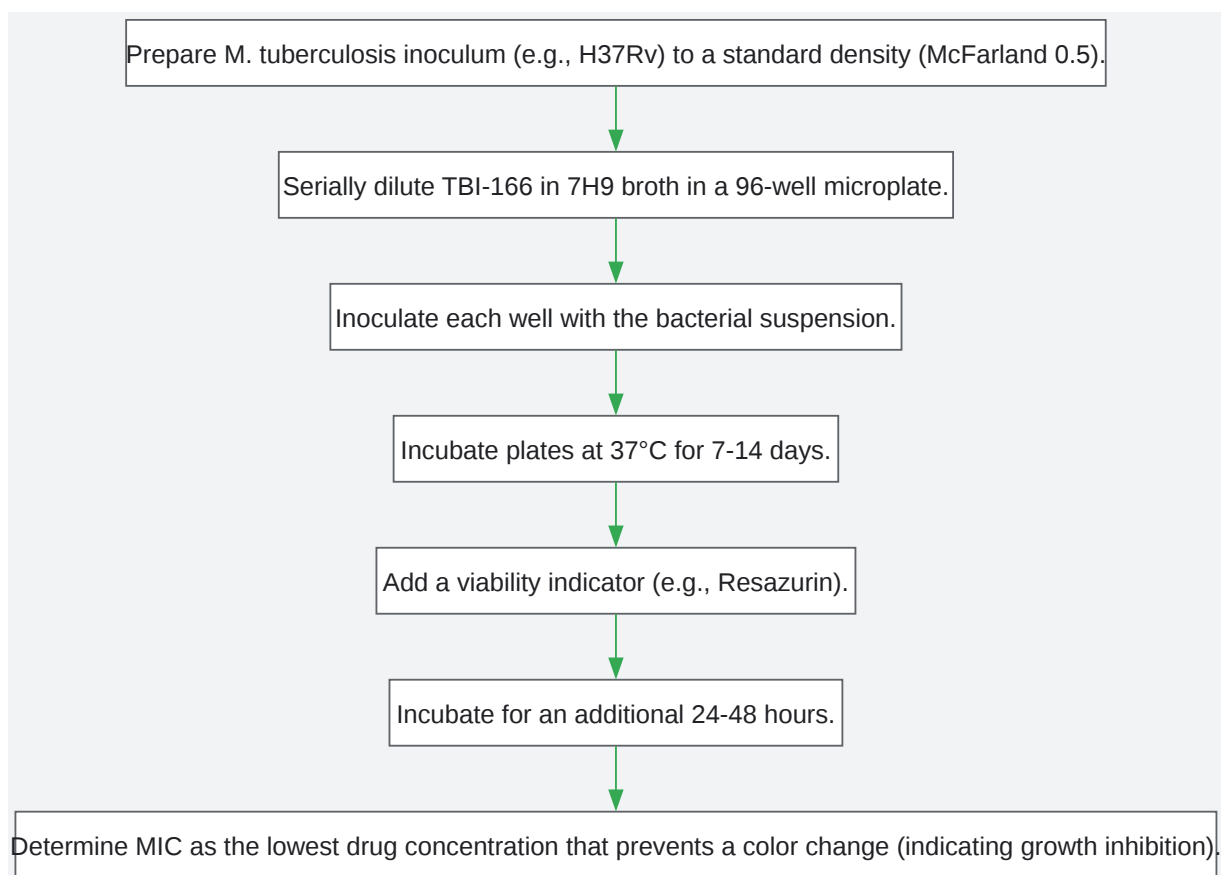 Prepare M. tuberculosis inoculum (e.g., H37Rv) to a standard density (McFarland 0.5).
Serially dilute TBI-166 in 7H9 broth in a 96-well microplate.
Inoculate each well with the bacterial suspension.
Incubate plates at 37°C for 7-14 days.
Add a viability indicator (e.g., Resazurin).
Incubate for an additional 24-48 hours.
Determine MIC as the lowest drug concentration that prevents a color change (indicating growth inhibition).